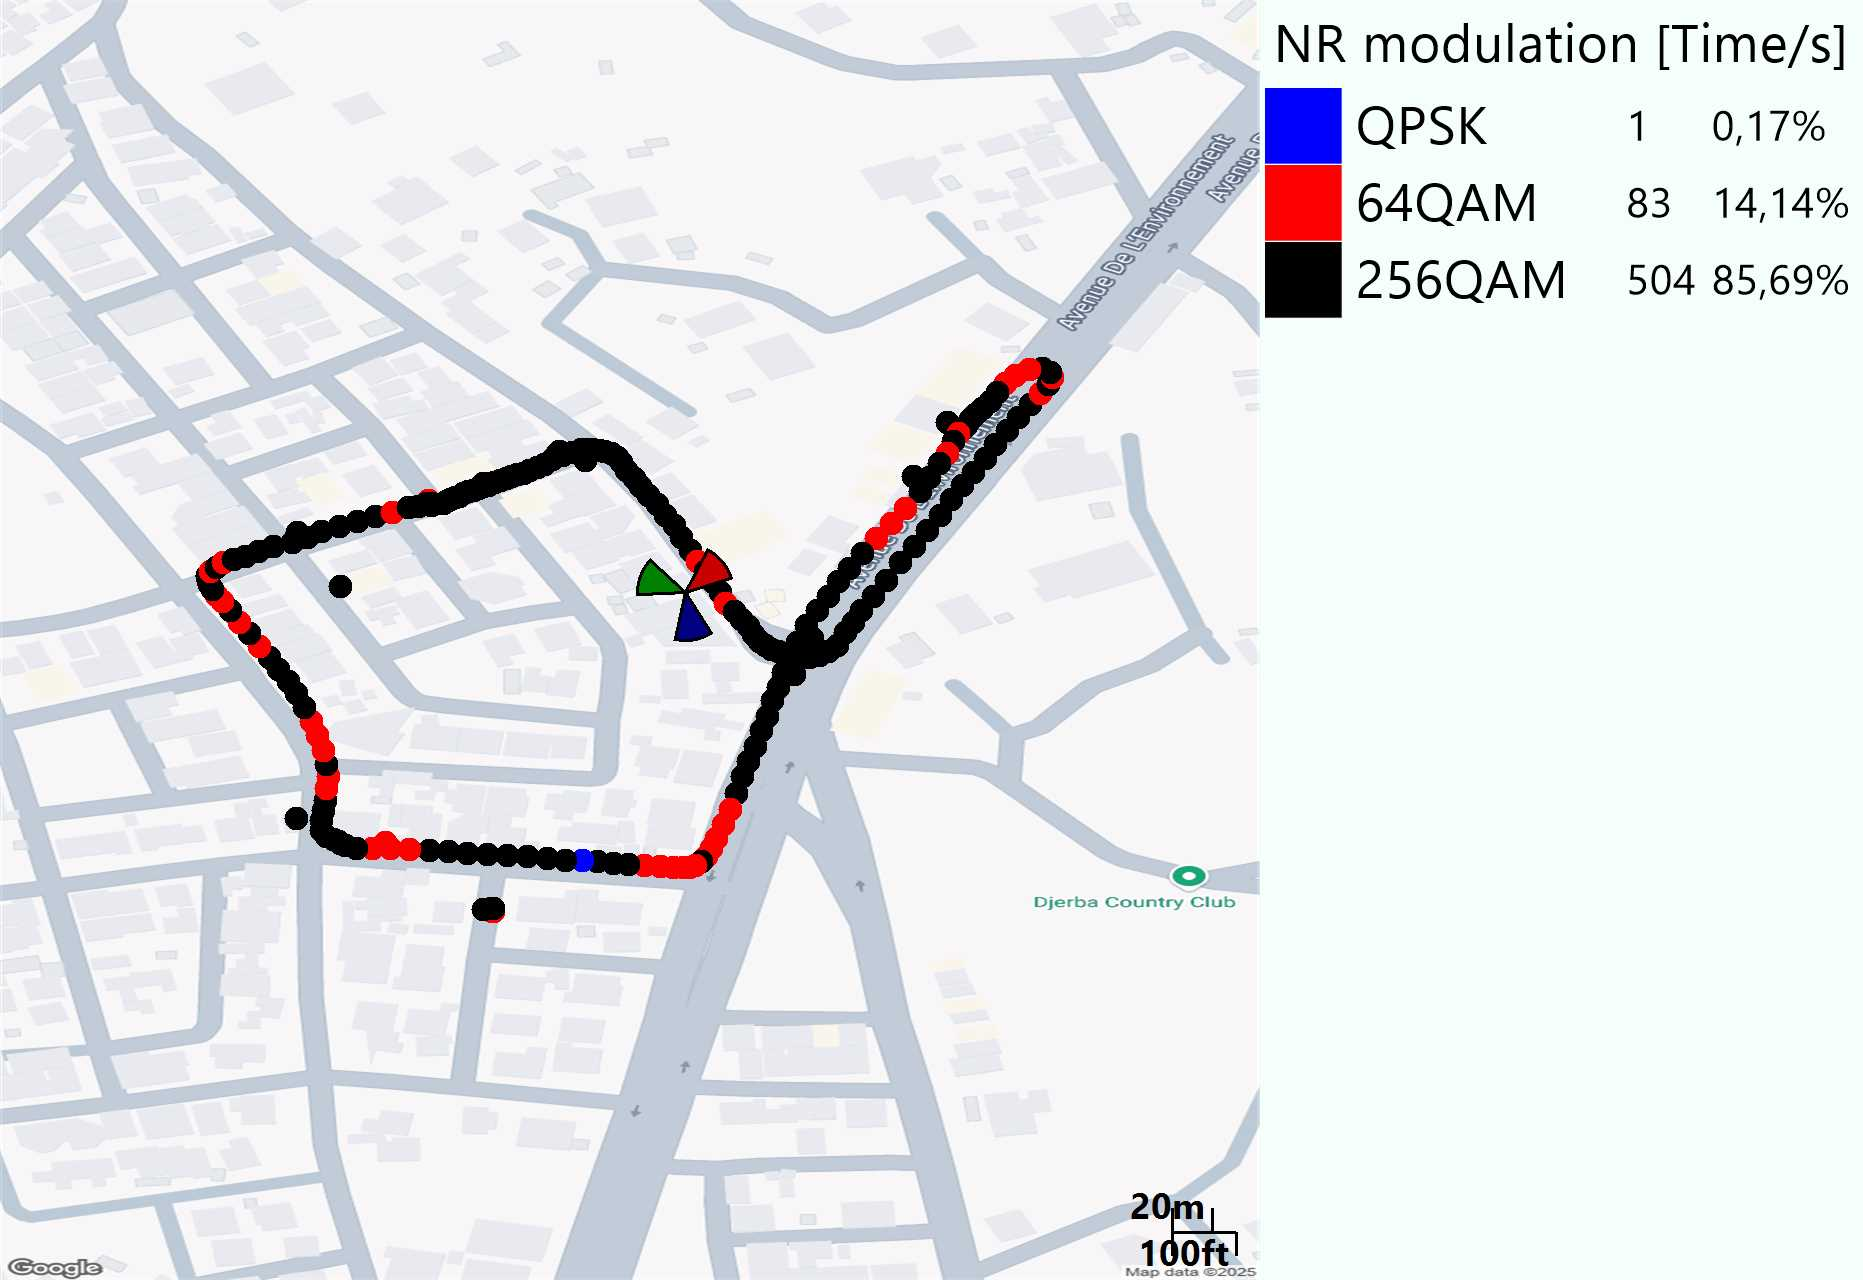 NR modulation [Time/s]
QPSK 1 0,17%
64QAM 83 14,14%
256QAM 504 85,69%
Avenue De L'Environnement
Avenue
Djerba Country Club
20m
100ft
Google
Map data ©2025